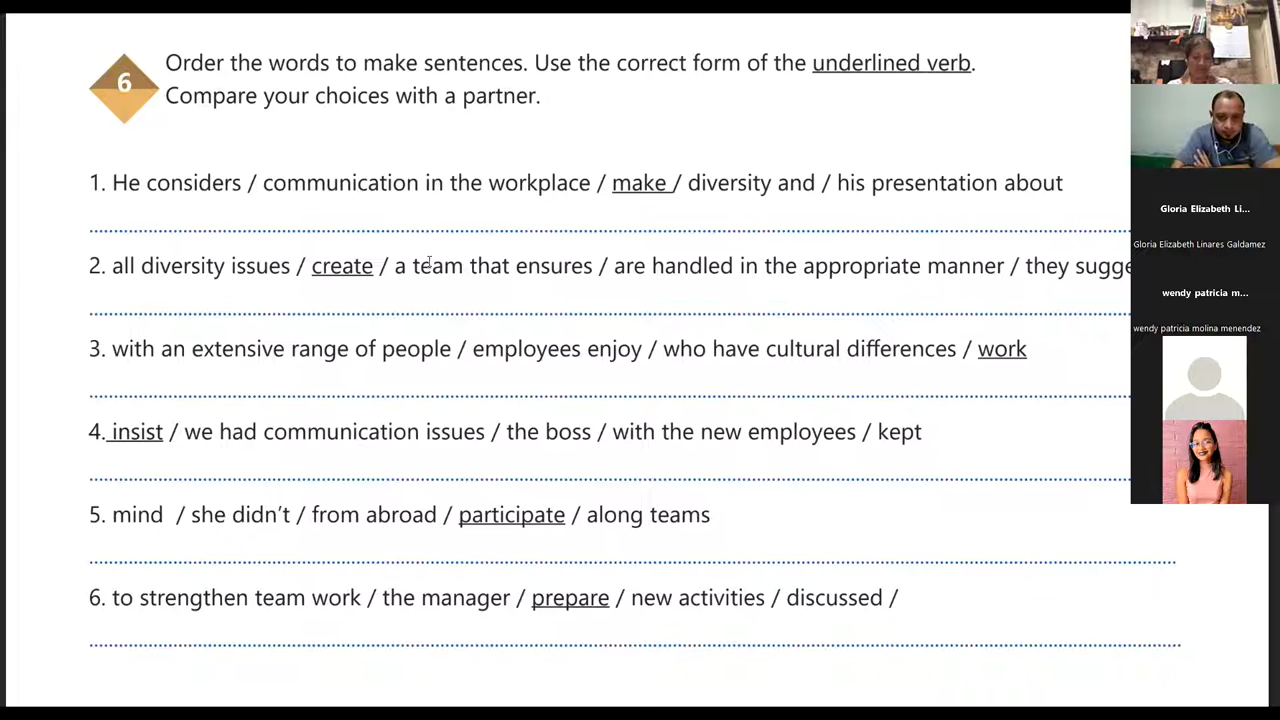 6
Order the words to make sentences. Use the correct form of the underlined verb.
Compare your choices with a partner.
1. He considers / communication in the workplace / make / diversity and / his presentation about
2. all diversity issues / create / a team that ensures / are handled in the appropriate manner / they sugge
3. with an extensive range of people / employees enjoy / who have cultural differences / work
4. insist / we had communication issues / the boss / with the new employees / kept
5. mind / she didn't / from abroad / participate / along teams
6. to strengthen team work / the manager / prepare / new activities / discussed /
Gloria Elizabeth Li...
Gloria Elizabeth Linares Galdamez
wendy patricia m...
wendy patricia molina menendez